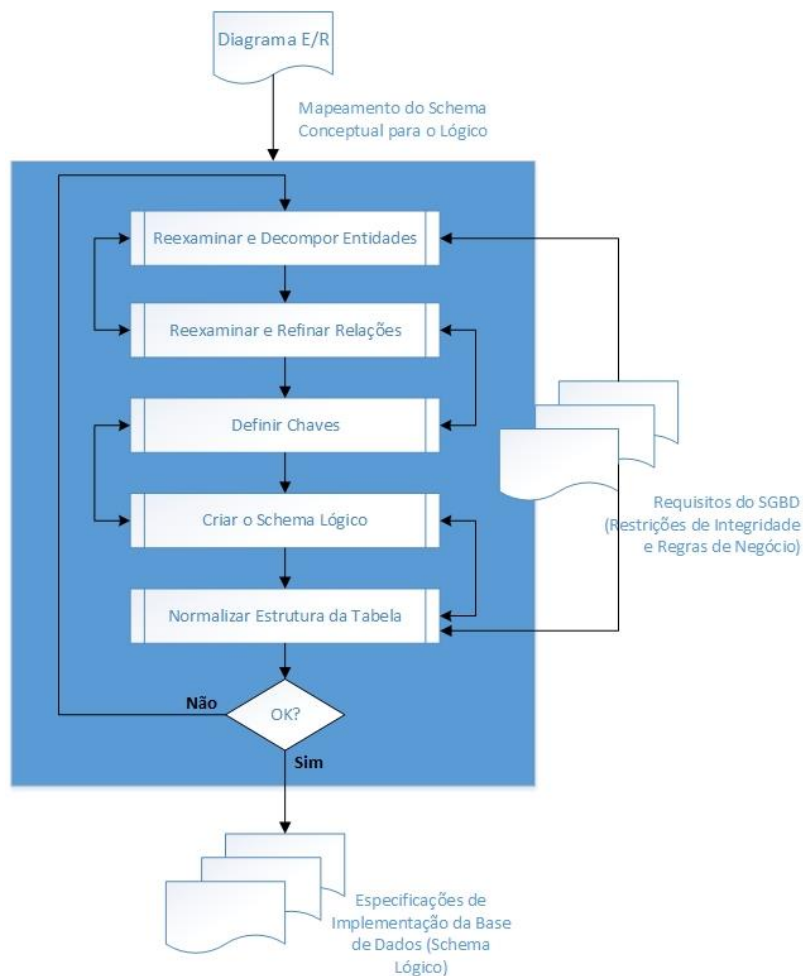 Diagrama E/R
Mapeamento do Schema
Conceptual para o Lógico
Reexaminar e Decompor Entidades
Reexaminar e Refinar Relações
Definir Chaves
Criar o Schema Lógico
Requisitos do SGBD
(Restrições de Integridade
e Regras de Negócio)
Normalizar Estrutura da Tabela
Não
OK?
Sim
Especificações de
Implementação da Base
de Dados (Schema
Lógico)